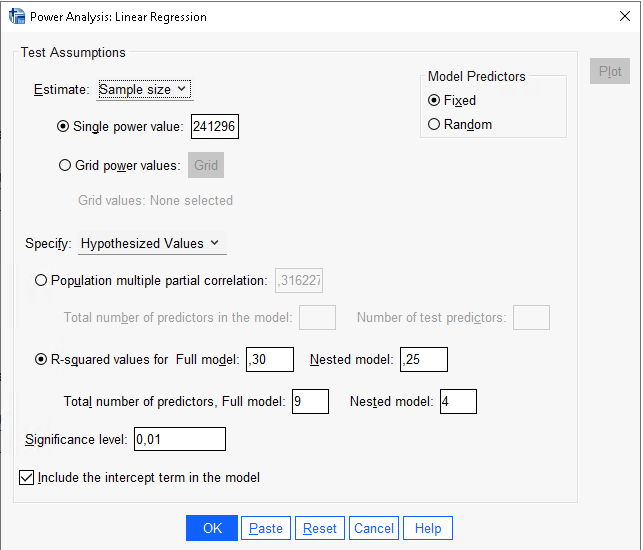 Power Analysis: Linear Regression
Test Assumptions
Estimate: Sample size
Model Predictors
Fixed
Random
Plot
Single power value: 241296
Grid power values: Grid
Grid values: None selected
Specify: Hypothesized Values
Population multiple partial correlation: ,316227
Total number of predictors in the model: Number of test predictors:
R-squared values for Full model: ,30 Nested model: ,25
Total number of predictors, Full model: 9 Nested model: 4
Significance level: 0,01
Include the intercept term in the model
OK Paste Reset Cancel Help